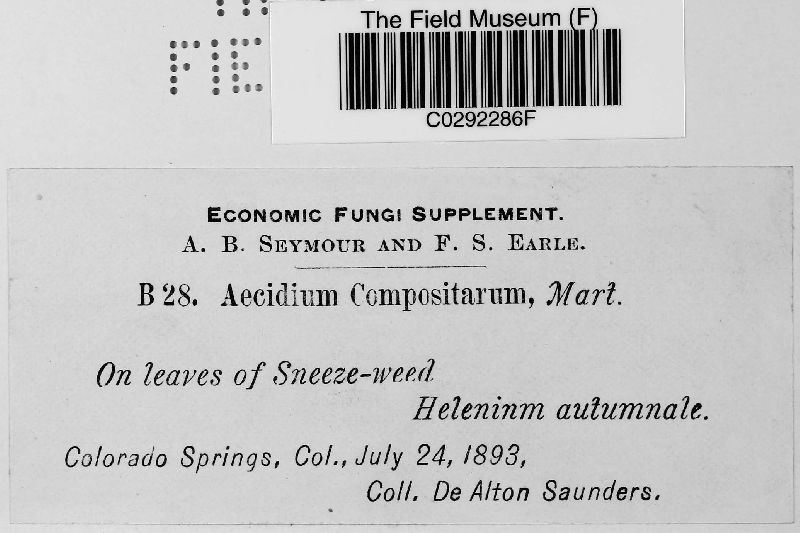 FIE
The Field Museum (F)
C0292286F
ECONOMIC FUNGI SUPPLEMENT.
A. B. SEYMOUR AND F. S. EARLE.
B 28. Aecidium Compositarum, Mart.
On leaves of Sneeze-weed
Heleninm autumnale.
Colorado Springs, Col., July 24, 1893,
Coll. De Alton Saunders.